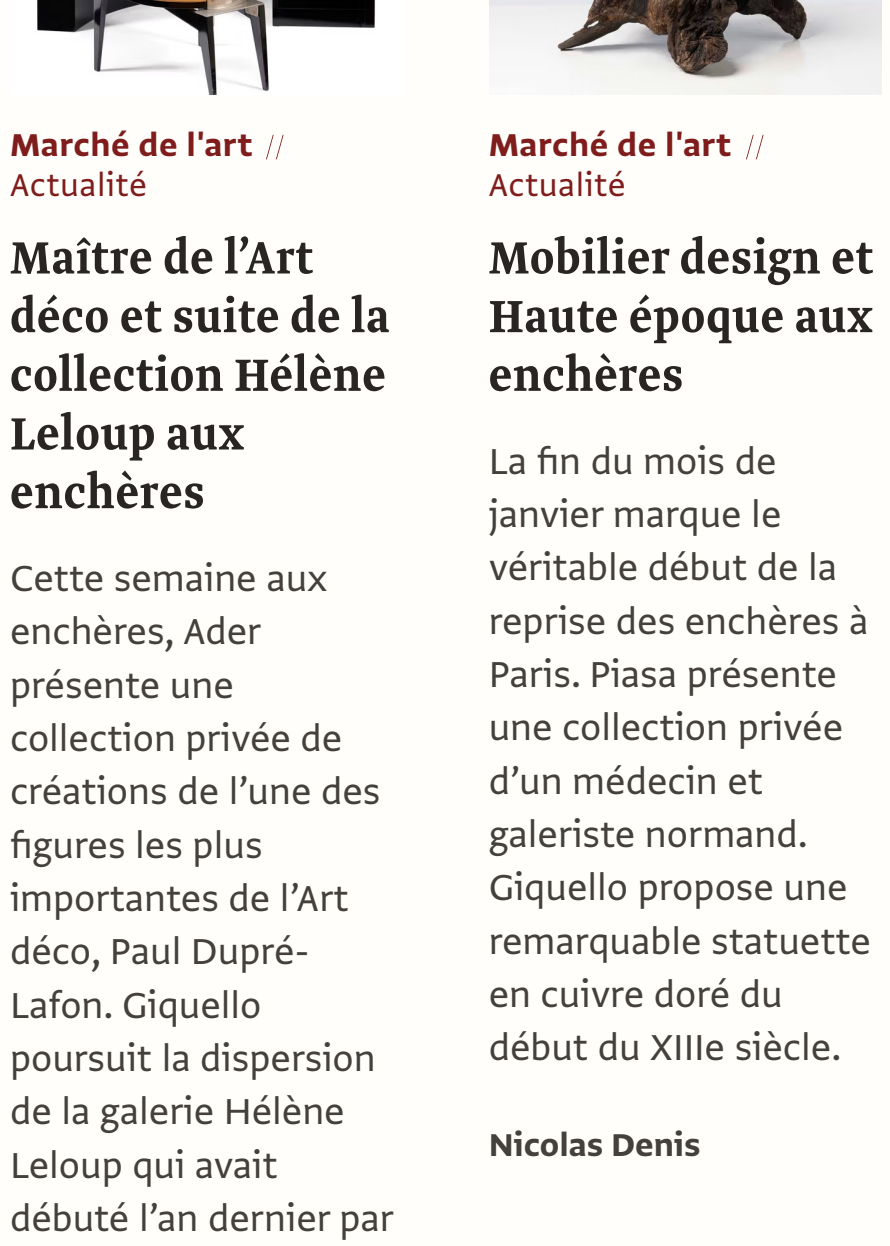 Marché de l'art //
Actualité
Maître de l’Art
déco et suite de la
collection Hélène
Leloup aux
enchères
Cette semaine aux
enchères, Ader
présente une
collection privée de
créations de l’une des
figures les plus
importantes de l’Art
déco, Paul Dupré-
Lafon. Giquello
poursuit la dispersion
de la galerie Hélène
Leloup qui avait
débuté l’an dernier par
Marché de l'art //
Actualité
Mobilier design et
Haute époque aux
enchères
La fin du mois de
janvier marque le
véritable début de la
reprise des enchères à
Paris. Piasa présente
une collection privée
d’un médecin et
galeriste normand.
Giquello propose une
remarquable statuette
en cuivre doré du
début du XIIIe siècle.
Nicolas Denis